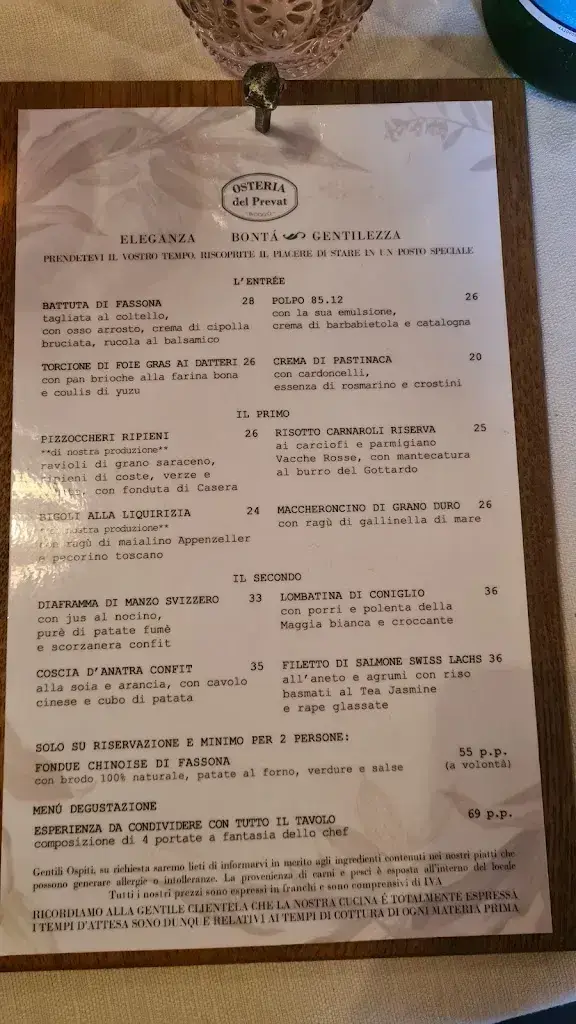 OSTERIA
del Prevat
ELEGANZA BONTÁ GENTILEZZA
PRENDETEVI IL VOSTRO TEMPO, RISCOPRITE IL PIACERE DI STARE IN UN POSTO SPECIALE
L'ENTRÉE
BATTUTA DI FASSONA 28
tagliata al coltello,
con osso arrosto, crema di cipolla
bruciata, rucola al balsamico
POLPO 85.12 26
con la sua emulsione,
crema di barbabietola e catalogna
TORCIONE DI FOIE GRAS AI DATTERI 26
con pan brioche alla farina bona
e coulis di yuzu
CREMA DI PASTINACA 20
con cardoncelli,
essenza di rosmarino e crostini
IL PRIMO
PIZZOCCHERI RIPIENI 26
**di nostra produzione**
ravioli di grano saraceno,
ripieni di coste, verze e
con fonduta di Casera
RISOTTO CARNAROLI RISERVA 25
ai carciofi e parmigiano
Vacche Rosse, con mantecatura
al burro del Gottardo
BIGOLI ALLA LIQUIRIZIA 24
**di nostra produzione**
con ragù di maialino Appenzeller
e pecorino toscano
MACCHERONCINO DI GRANO DURO 26
con ragù di gallinella di mare
IL SECONDO
DIAFRAMMA DI MANZO SVIZZERO 33
con jus al nocino,
purè di patate fumè
e scorzanera confit
LOMBATINA DI CONIGLIO 36
con porri e polenta della
Maggia bianca e croccante
COSCIA D'ANATRA CONFIT 35
alla soia e arancia, con cavolo
cinese e cubo di patata
FILETTO DI SALMONE SWISS LACHS 36
all'aneto e agrumi con riso
basmati al Tea Jasmine
e rape glassate
SOLO SU RISERVAZIONE E MINIMO PER 2 PERSONE:
FONDUE CHINOISE DI FASSONA 55 p.p.
con brodo 100% naturale, patate al forno, verdure e salse (a volontà)
MENÙ DEGUSTAZIONE
ESPERIENZA DA CONDIVIDERE CON TUTTO IL TAVOLO 69 p.p.
composizione di 4 portate a fantasia dello chef
Gentili Ospiti, su richiesta saremo lieti di informarvi in merito agli ingredienti contenuti nei nostri piatti che
possono generare allergie o intolleranze. La provenienza di carni e pesci è esposta all'interno del locale
Tutti i nostri prezzi sono espressi in franchi e sono comprensivi di IVA
RICORDIAMO ALLA GENTILE CLIENTELA CHE LA NOSTRA CUCINA É TOTALMENTE ESPRESSA
I TEMPI D'ATTESA SONO DUNQUE RELATIVI AI TEMPI DI COTTURA DI OGNI MATERIA PRIMA